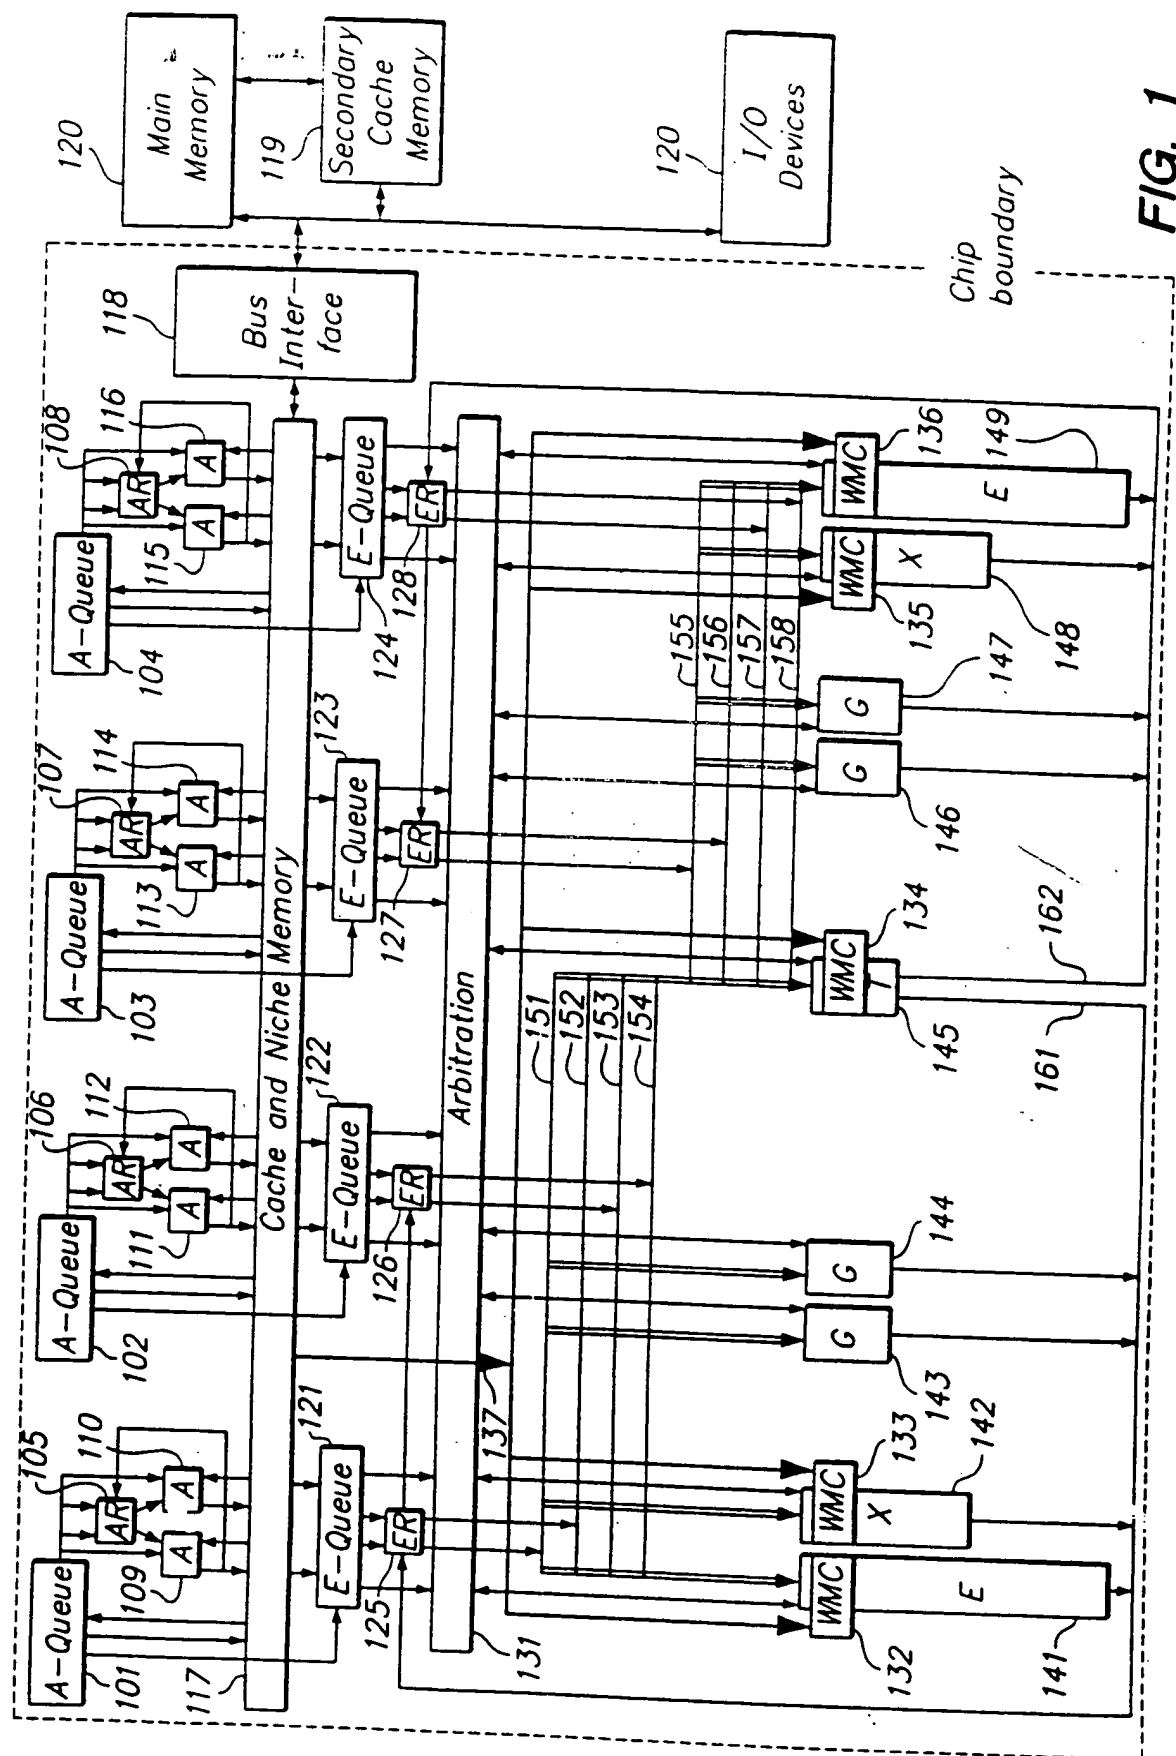 120
Main
Memory
119
Secondary
Cache
Memory
120
I/O
Devices
FIG. 1
Chip
boundary
118
Bus
Inter-
face
101
A-Queue
105
AR
109
A
110
A
102
A-Queue
106
AR
111
A
112
A
103
A-Queue
107
AR
113
A
114
A
104
A-Queue
108
AR
115
A
116
A
117
Cache and Niche Memory
121
E-Queue
125
ER
122
E-Queue
126
ER
123
E-Queue
127
ER
124
E-Queue
128
ER
131
Arbitration
137
151
152
153
154
155
156
157
158
132
WMC
E
141
133
WMC
X
142
G
143
G
144
134
WMC
T
145
161
162
G
146
G
147
135
WMC
X
148
136
WMC
E
149